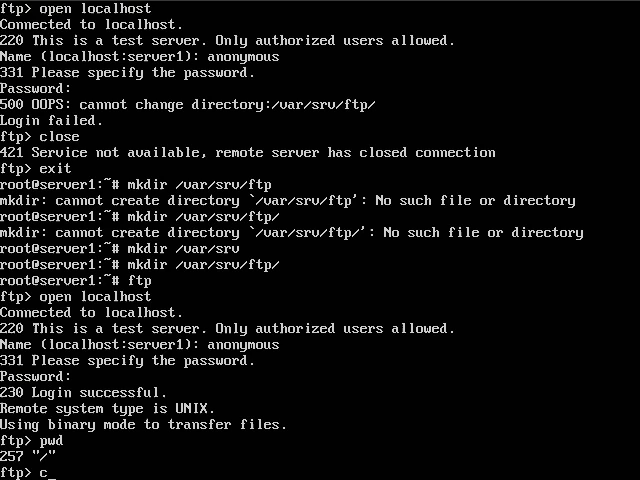 ftp> open localhost
Connected to localhost.
220 This is a test server. Only authorized users allowed.
Name (localhost:server1): anonymous
331 Please specify the password.
Password:
500 OOPS: cannot change directory:/var/srv/ftp/
Login failed.
ftp> close
421 Service not available, remote server has closed connection
ftp> exit
root@server1:~# mkdir /var/srv/ftp
mkdir: cannot create directory `/var/srv/ftp': No such file or directory
root@server1:~# mkdir /var/srv/ftp/
mkdir: cannot create directory `/var/srv/ftp/': No such file or directory
root@server1:~# mkdir /var/srv
root@server1:~# mkdir /var/srv/ftp/
root@server1:~# ftp
ftp> open localhost
Connected to localhost.
220 This is a test server. Only authorized users allowed.
Name (localhost:server1): anonymous
331 Please specify the password.
Password:
230 Login successful.
Remote system type is UNIX.
Using binary mode to transfer files.
ftp> pwd
257 "/"
ftp> c_